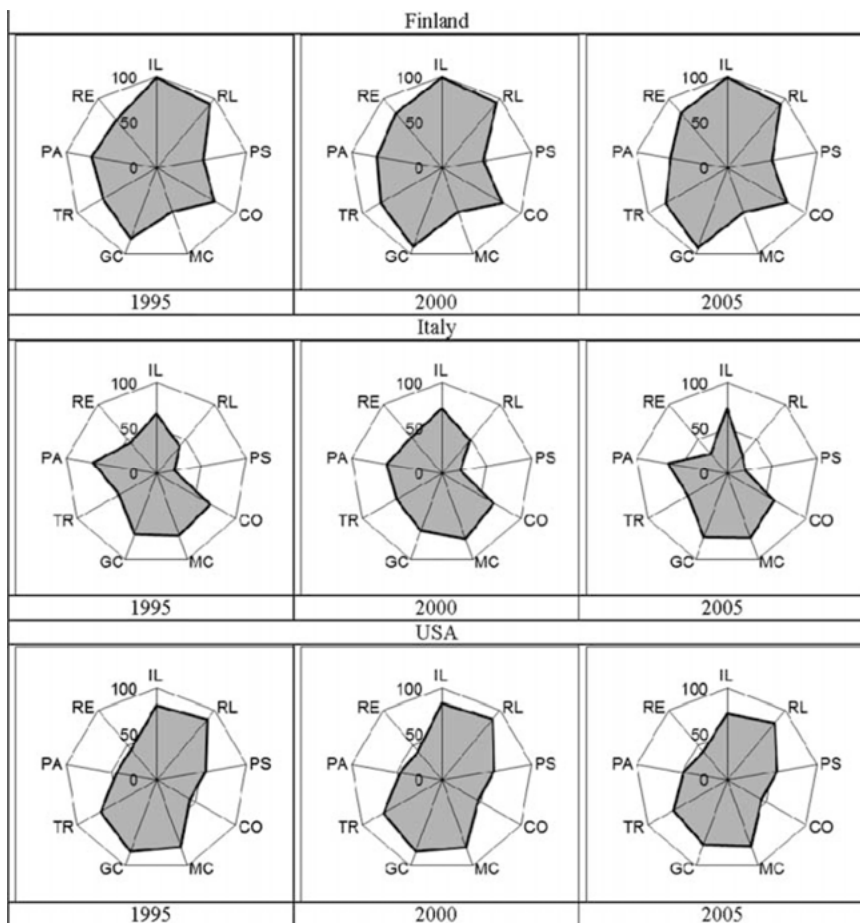 Finland
IL
100
RE
RL
50
PA
PS
0
TR
CO
GC
MC
IL
100
RE
RL
50
PA
PS
0
TR
CO
GC
MC
IL
100
RE
RL
50
PA
PS
0
TR
CO
GC
MC
1995
2000
2005
Italy
IL
100
RE
RL
50
PA
PS
0
TR
CO
GC
MC
IL
100
RE
RL
50
PA
PS
0
TR
CO
GC
MC
IL
100
RE
RL
50
PA
PS
0
TR
CO
GC
MC
1995
2000
2005
USA
IL
100
RE
RL
50
PA
PS
0
TR
CO
GC
MC
IL
100
RE
RL
50
PA
PS
0
TR
CO
GC
MC
IL
100
RE
RL
50
PA
PS
0
TR
CO
GC
MC
1995
2000
2005